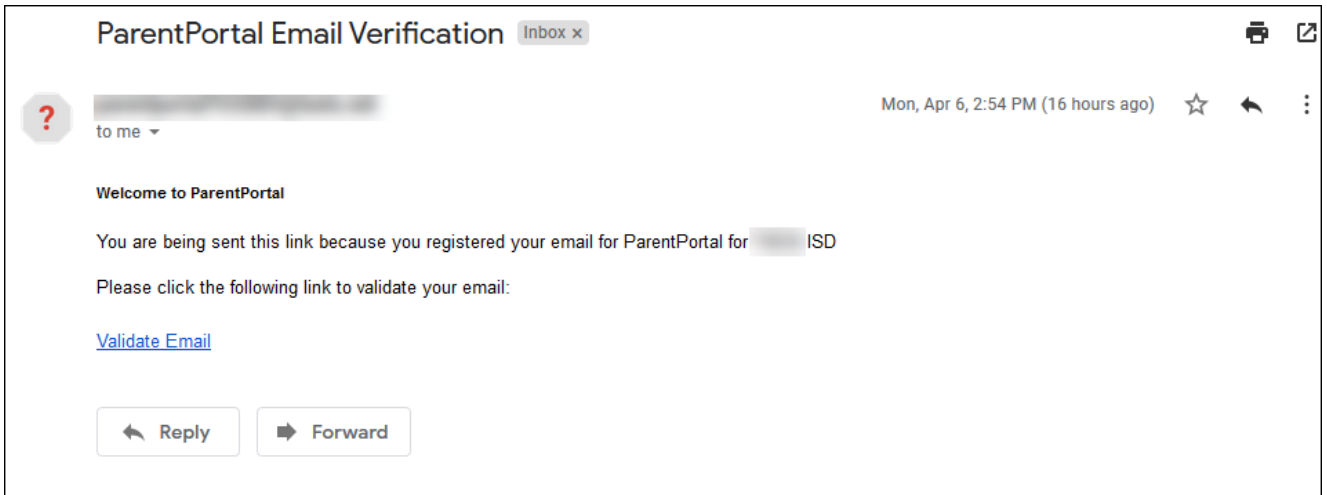 ParentPortal Email Verification Inbox x
?
Mon, Apr 6, 2:54 PM (16 hours ago)
to me
Welcome to ParentPortal
You are being sent this link because you registered your email for ParentPortal for ISD
Please click the following link to validate your email:
Validate Email
Reply Forward